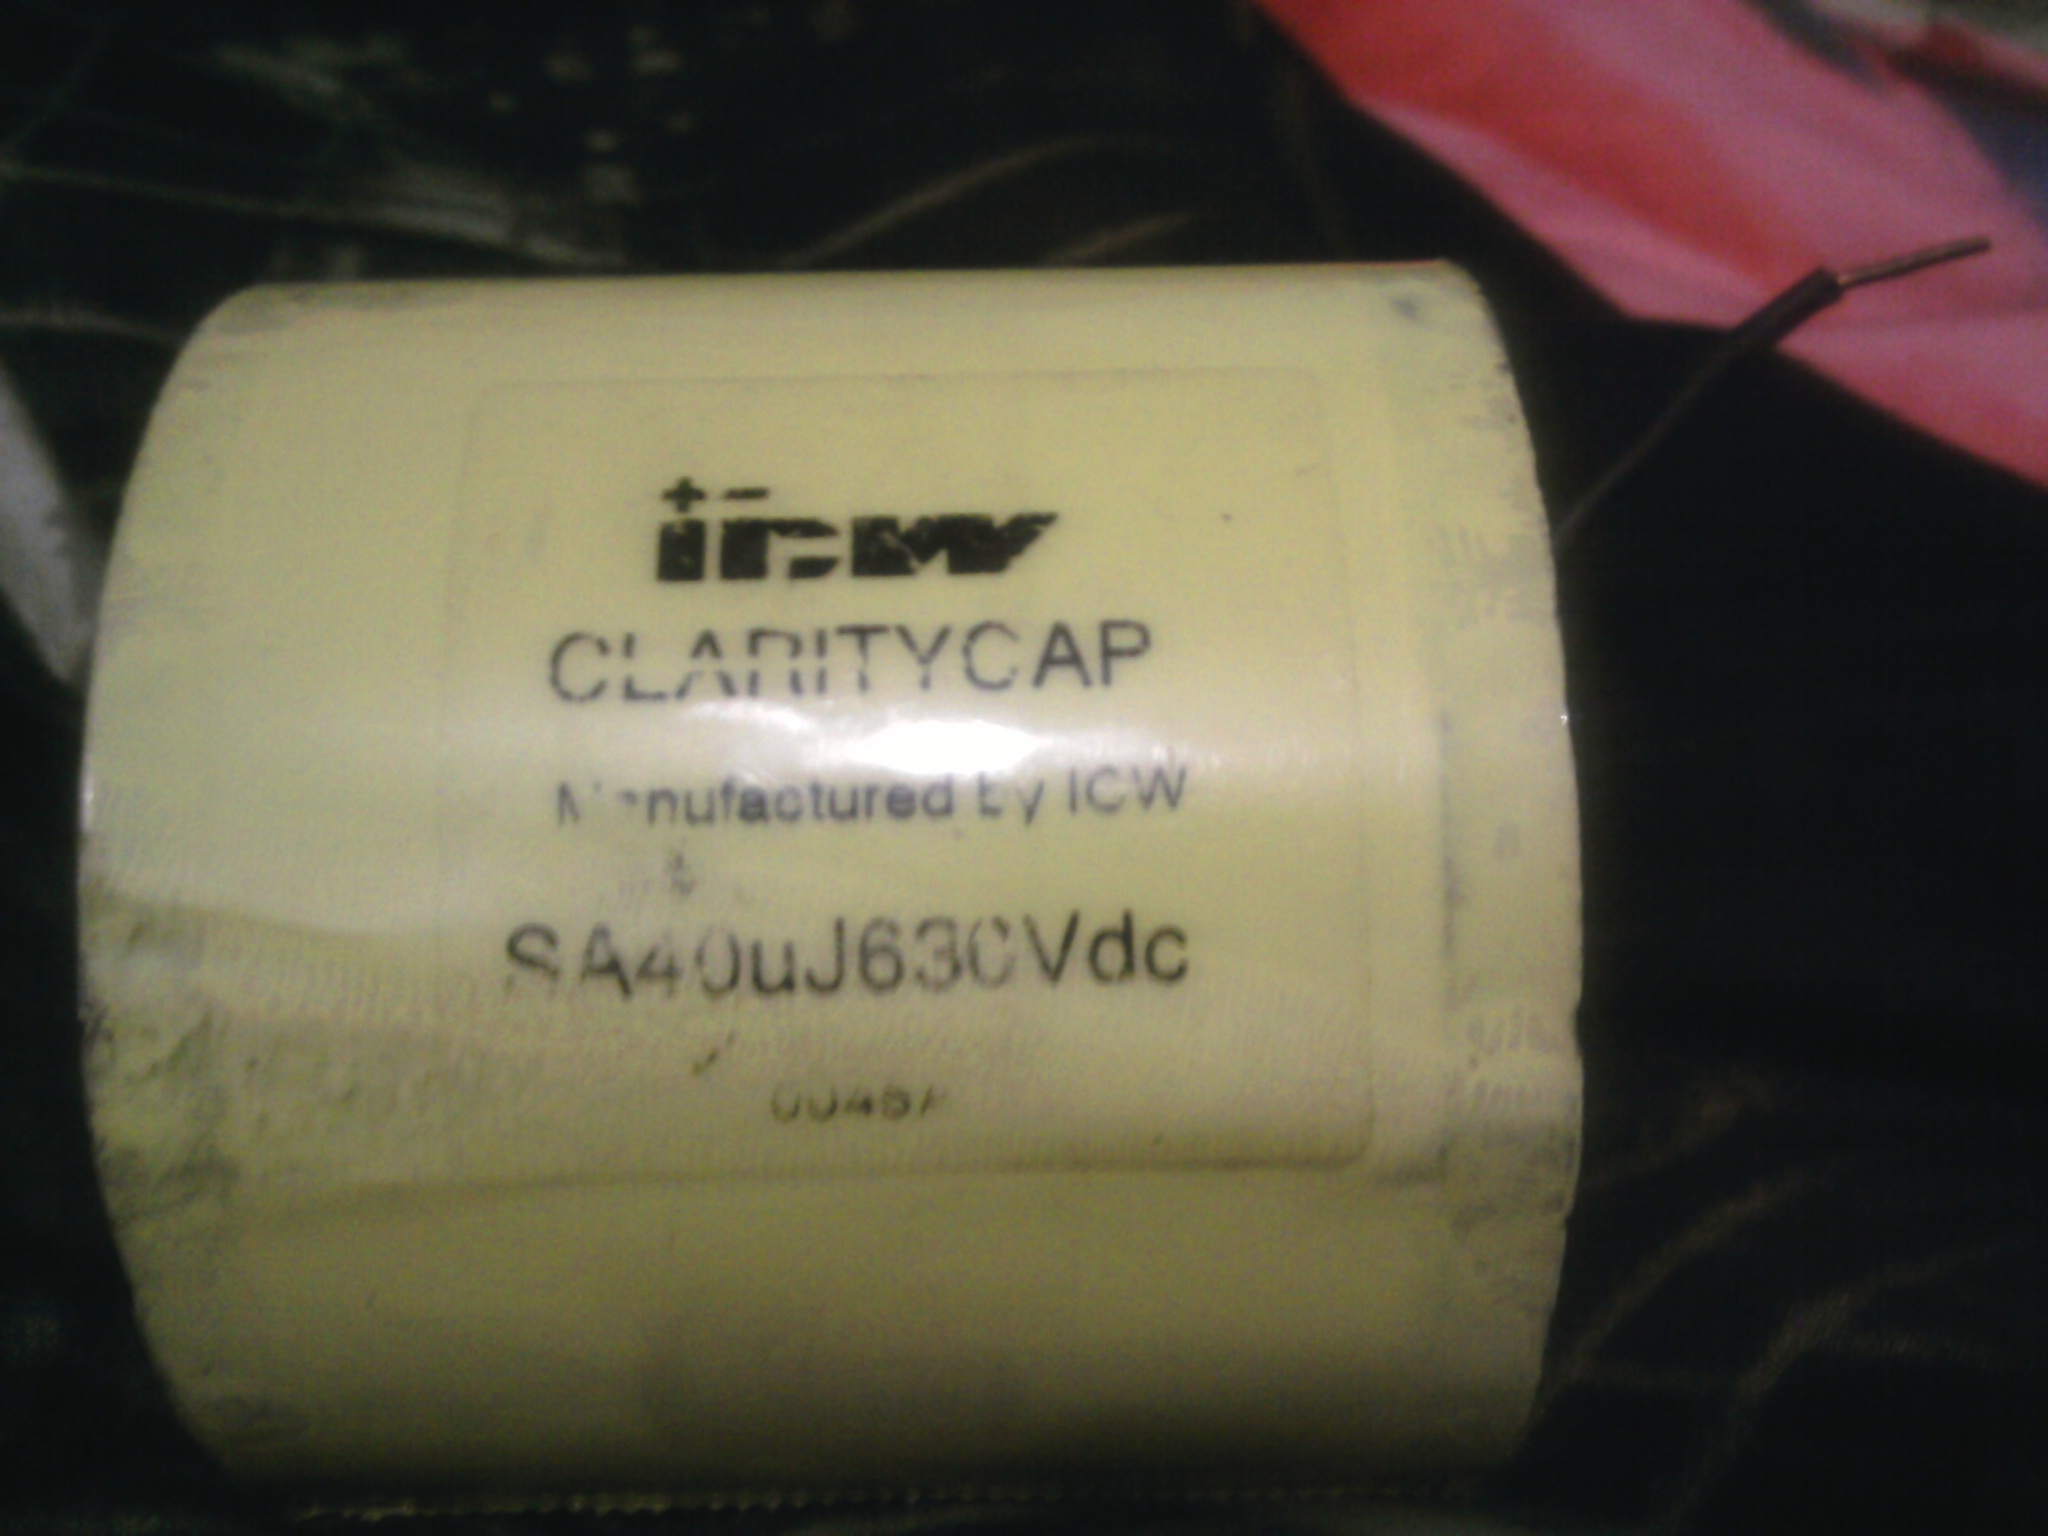 icw
CLARITYCAP
Manufactured by ICW
SA40uJ630Vdc